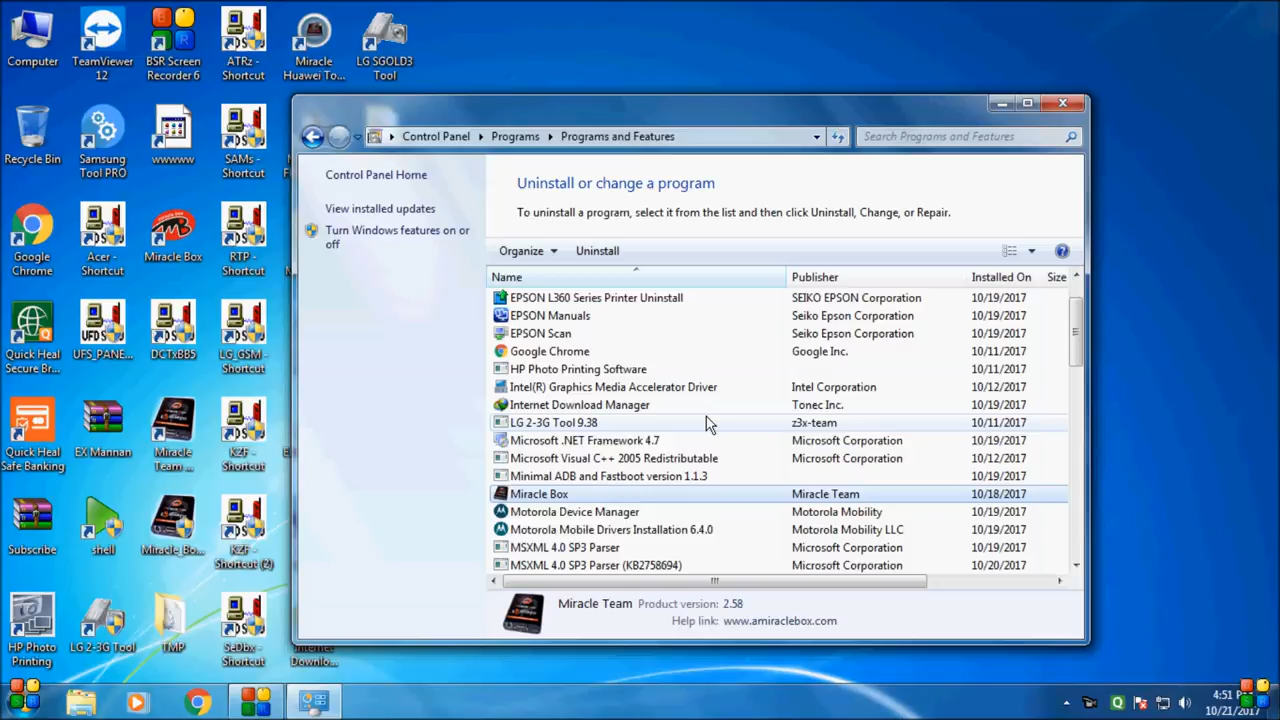 Computer
TeamViewer
12
BSR Screen
Recorder 6
ATRz -
Shortcut
Miracle
Huawei To...
LG SGOLD3
Tool
Recycle Bin
Samsung
Tool PRO
wwwww
SAMs -
Shortcut
Google
Chrome
Acer -
Shortcut
Miracle Box
RTP -
Shortcut
Quick Heal
Secure Br...
UFS_PANE...
DCTxBB5
LG_GSM -
Shortcut
Quick Heal
Safe Banking
EX Mannan
Miracle
Team ...
KZF -
Shortcut
Subscribe
shell
Miracle_Bo...
KZF -
Shortcut (2)
HP Photo
Printing
LG 2-3G Tool
TMP
SeDbx -
Shortcut
Internet
Downlo...
Control Panel
Programs
Programs and Features
Search Programs and Features
Control Panel Home
View installed updates
Turn Windows features on or
off
Uninstall or change a program
To uninstall a program, select it from the list and then click Uninstall, Change, or Repair.
Organize
Uninstall
Name Publisher Installed On Size
EPSON L360 Series Printer Uninstall SEIKO EPSON Corporation 10/19/2017
EPSON Manuals Seiko Epson Corporation 10/19/2017
EPSON Scan Seiko Epson Corporation 10/19/2017
Google Chrome Google Inc. 10/11/2017
HP Photo Printing Software 10/11/2017
Intel(R) Graphics Media Accelerator Driver Intel Corporation 10/12/2017
Internet Download Manager Tonec Inc. 10/19/2017
LG 2-3G Tool 9.38 z3x-team 10/11/2017
Microsoft .NET Framework 4.7 Microsoft Corporation 10/19/2017
Microsoft Visual C++ 2005 Redistributable Microsoft Corporation 10/12/2017
Minimal ADB and Fastboot version 1.1.3 10/19/2017
Miracle Box Miracle Team 10/18/2017
Motorola Device Manager Motorola Mobility 10/19/2017
Motorola Mobile Drivers Installation 6.4.0 Motorola Mobility LLC 10/19/2017
MSXML 4.0 SP3 Parser Microsoft Corporation 10/19/2017
MSXML 4.0 SP3 Parser (KB2758694) Microsoft Corporation 10/20/2017
Miracle Team Product version: 2.58
Help link: www.amiraclebox.com
4:51
10/21/2017